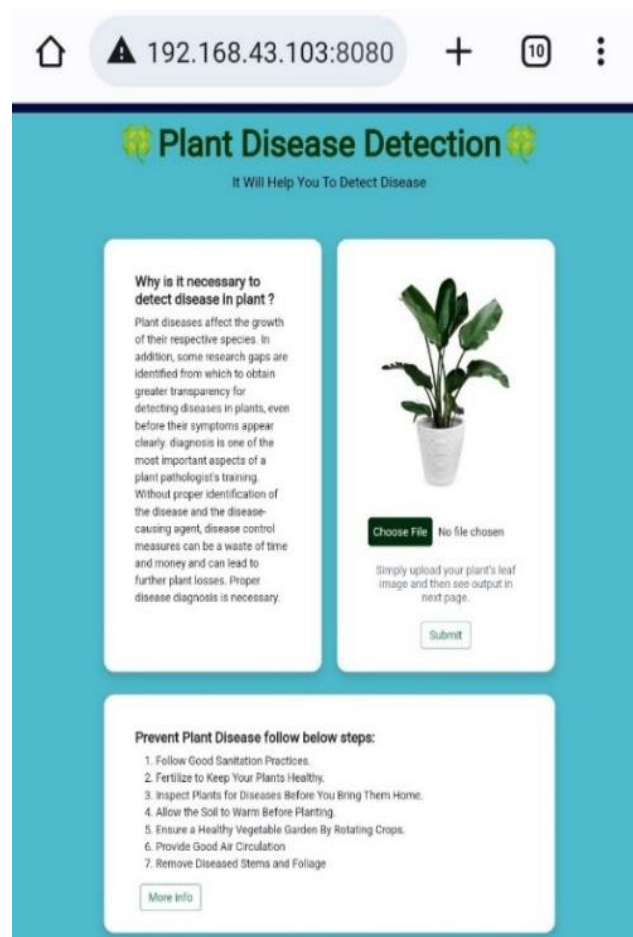 192.168.43.103:8080
10
Plant Disease Detection
It Will Help You To Detect Disease
Why is it necessary to
detect disease in plant ?
Plant diseases affect the growth
of their respective species. In
addition, some research gaps are
identified from which to obtain
greater transparency for
detecting diseases in plants, even
before their symptoms appear
clearly. diagnosis is one of the
most important aspects of a
plant pathologist's training.
Without proper identification of
the disease and the disease-
causing agent, disease control
measures can be a waste of time
and money and can lead to
further plant losses. Proper
disease diagnosis is necessary.
Choose File No file chosen
Simply upload your plant's leaf
image and then see output in
next page.
Submit
Prevent Plant Disease follow below steps:
1. Follow Good Sanitation Practices.
2. Fertilize to Keep Your Plants Healthy.
3. Inspect Plants for Diseases Before You Bring Them Home.
4. Allow the Soil to Warm Before Planting.
5. Ensure a Healthy Vegetable Garden By Rotating Crops.
6. Provide Good Air Circulation
7. Remove Diseased Stems and Foliage
More info